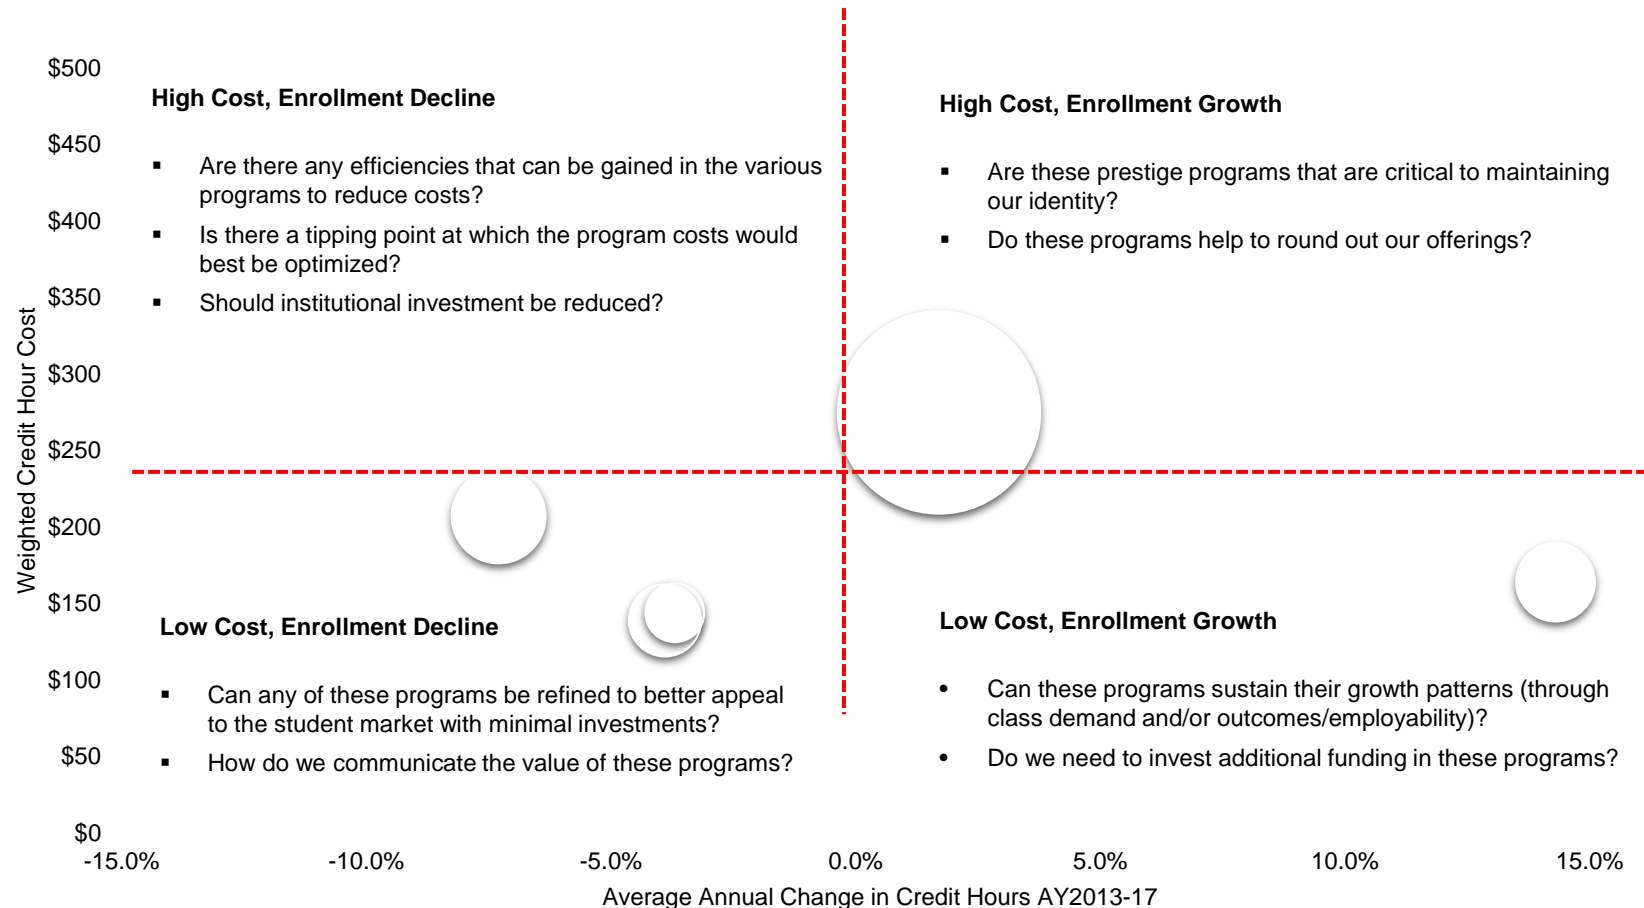 $500
$450
$400
$350
$300
$250
$200
$150
$100
$50
$0
Weighted Credit Hour Cost
High Cost, Enrollment Decline
▪ Are there any efficiencies that can be gained in the various
programs to reduce costs?
▪ Is there a tipping point at which the program costs would
best be optimized?
▪ Should institutional investment be reduced?
High Cost, Enrollment Growth
▪ Are these prestige programs that are critical to maintaining
our identity?
▪ Do these programs help to round out our offerings?
Low Cost, Enrollment Decline
▪ Can any of these programs be refined to better appeal
to the student market with minimal investments?
▪ How do we communicate the value of these programs?
Low Cost, Enrollment Growth
• Can these programs sustain their growth patterns (through
class demand and/or outcomes/employability)?
• Do we need to invest additional funding in these programs?
-15.0% -10.0% -5.0% 0.0% 5.0% 10.0% 15.0%
Average Annual Change in Credit Hours AY2013-17